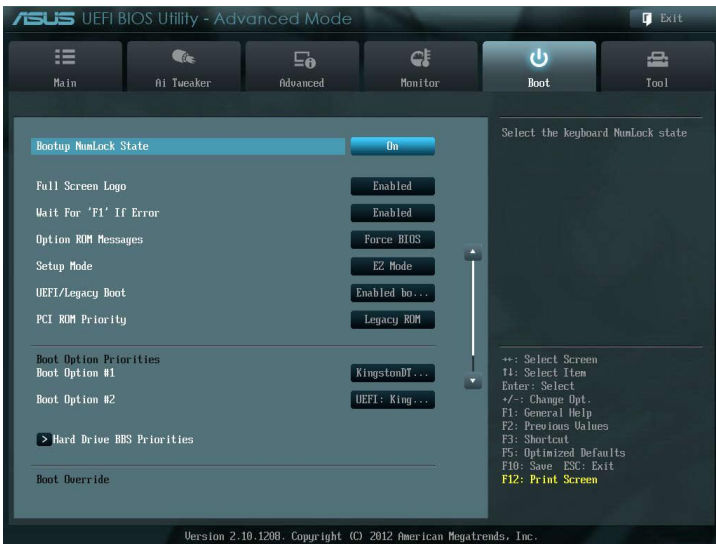 ASUS UEFI BIOS Utility - Advanced Mode
Exit
Main
Ai Tweaker
Advanced
Monitor
Boot
Tool
Bootup NumLock State On
Full Screen Logo Enabled
Wait For 'F1' If Error Enabled
Option ROM Messages Force BIOS
Setup Mode EZ Mode
UEFI/Legacy Boot Enabled bo...
PCI ROM Priority Legacy ROM
Boot Option Priorities
Boot Option #1 KingstonDT...
Boot Option #2 UEFI: King...
> Hard Drive BBS Priorities
Boot Override
Select the keyboard NumLock state
→←: Select Screen
↑↓: Select Item
Enter: Select
+/-: Change Opt.
F1: General Help
F2: Previous Values
F3: Shortcut
F5: Optimized Defaults
F10: Save ESC: Exit
F12: Print Screen
Version 2.10.1208. Copyright (C) 2012 American Megatrends, Inc.